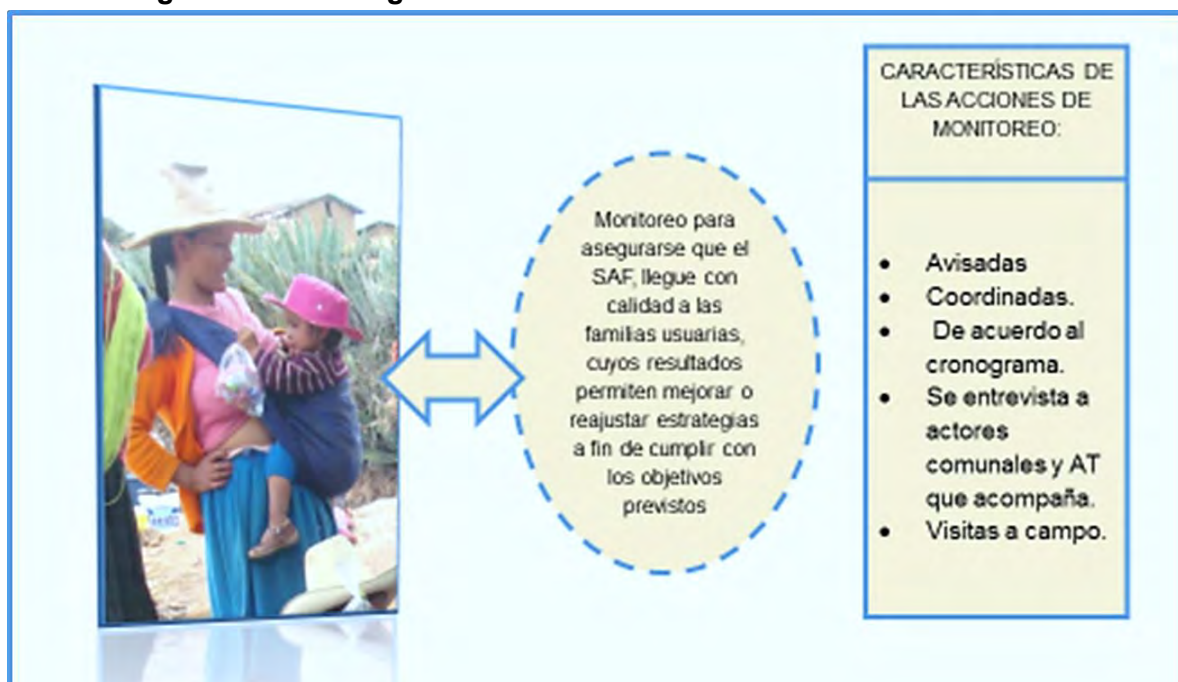 Monitoreo para
asegurarse que el
SAF, llegue con
calidad a las
familias usuarias,
cuyos resultados
permiten mejorar o
reajustar estrategias
a fin de cumplir con
los objetivos
previstos
CARACTERÍSTICAS DE
LAS ACCIONES DE
MONITOREO:
• Avisadas
• Coordinadas.
• De acuerdo al
cronograma.
• Se entrevista a
actores
comunales y AT
que acompaña.
• Visitas a campo.